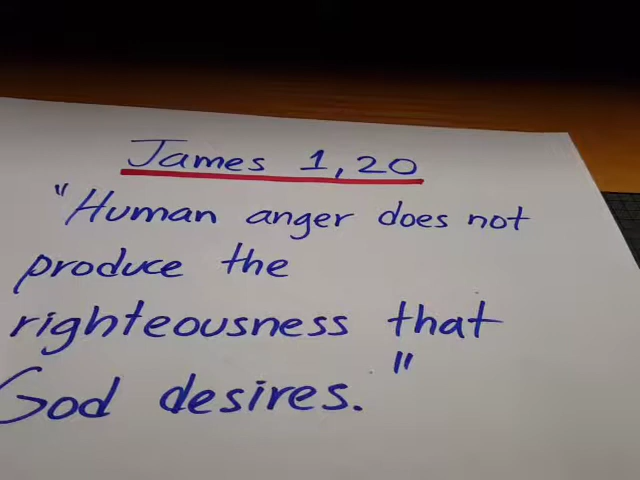 James 1,20
"Human anger does not
produce the
righteousness that
God desires."